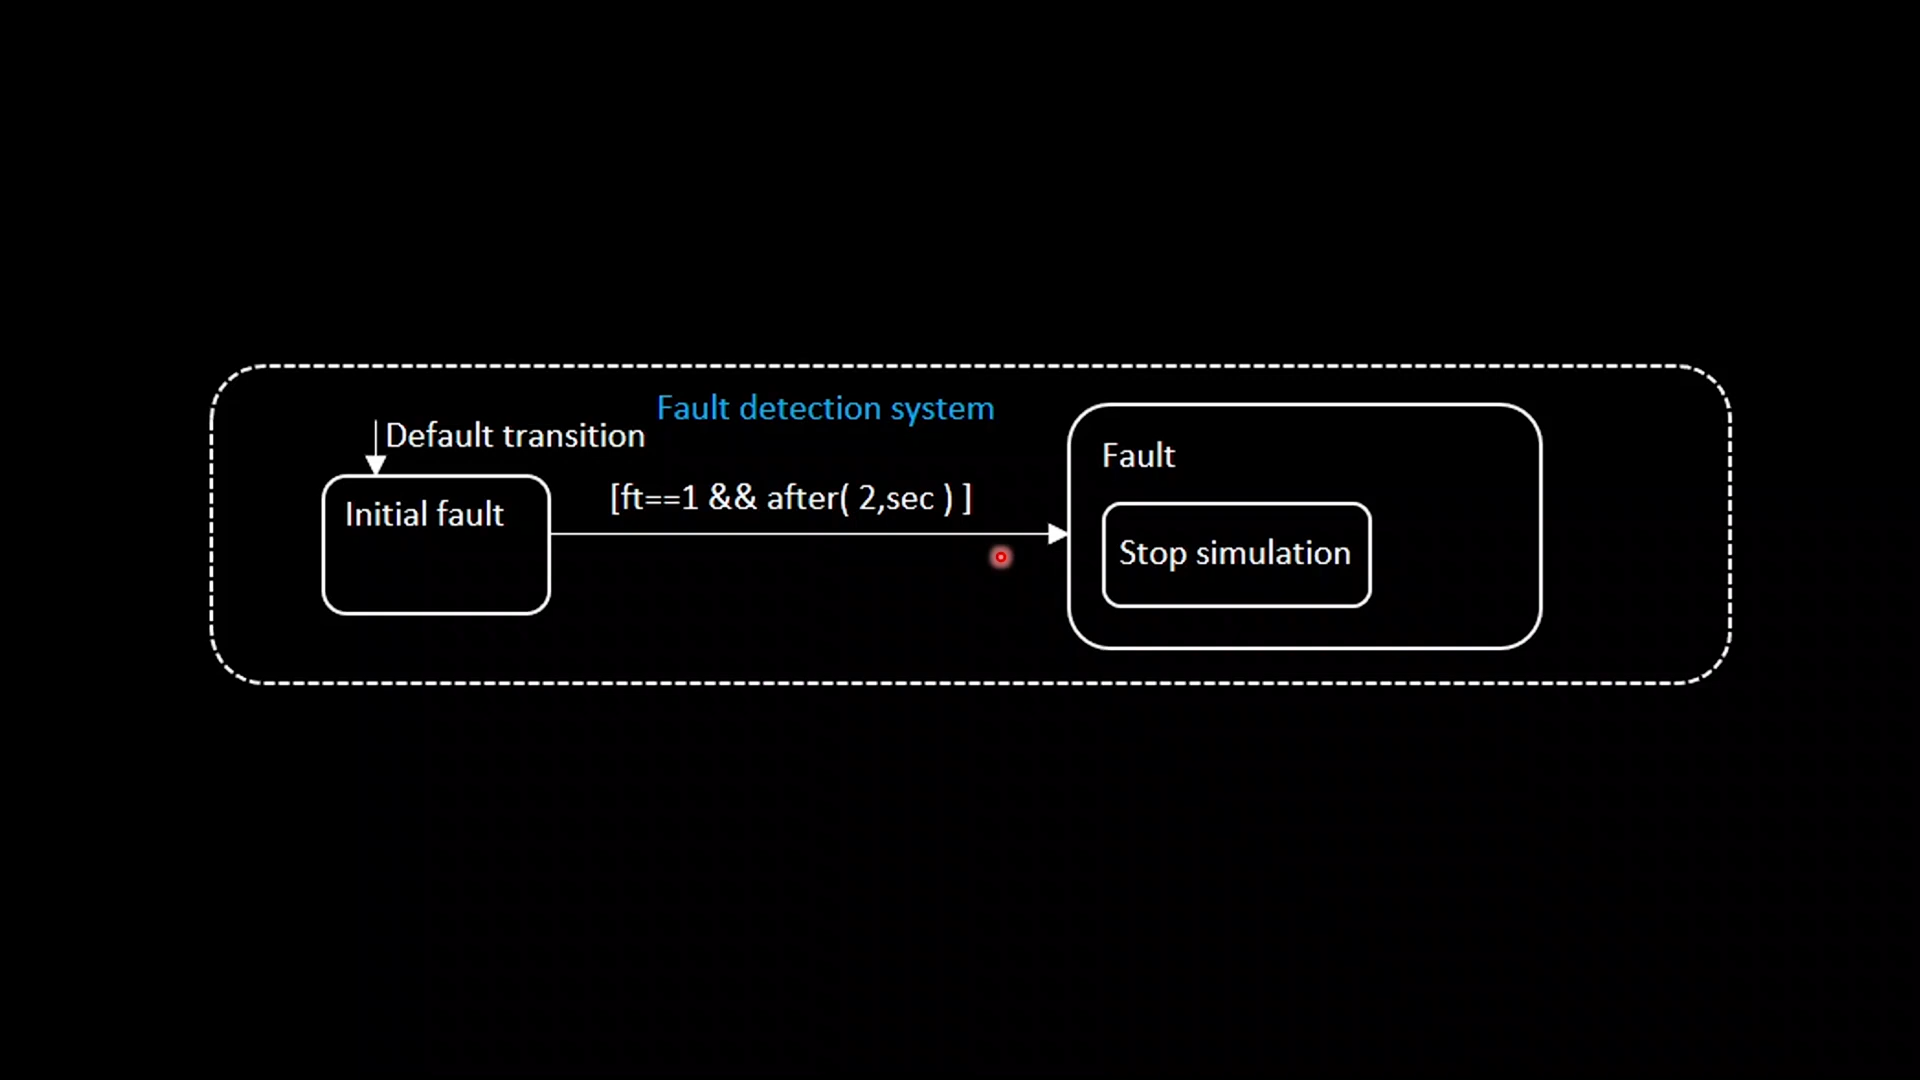 Fault detection system
Default transition
Initial fault
[ft==1 && after( 2,sec ) ]
Fault
Stop simulation